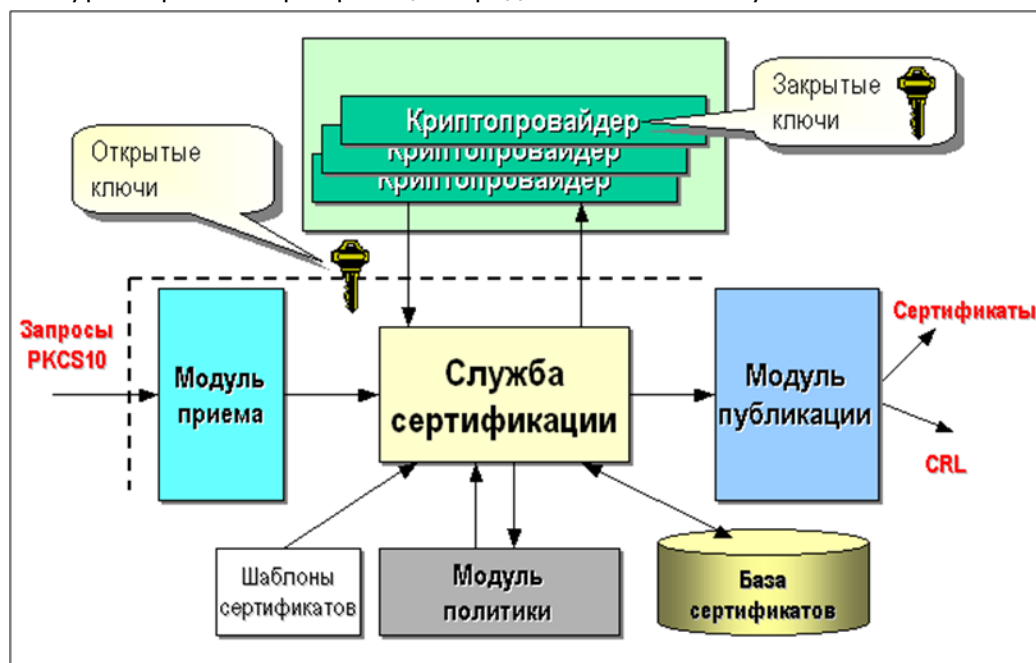 Криптопровайдер
Криптопровайдер
Криптопровайдер
Закрытые
ключи
Открытые
ключи
Запросы
PKCS10
Модуль
приема
Служба
сертификации
Модуль
публикации
Сертификаты
CRL
Шаблоны
сертификатов
Модуль
политики
База
сертификатов